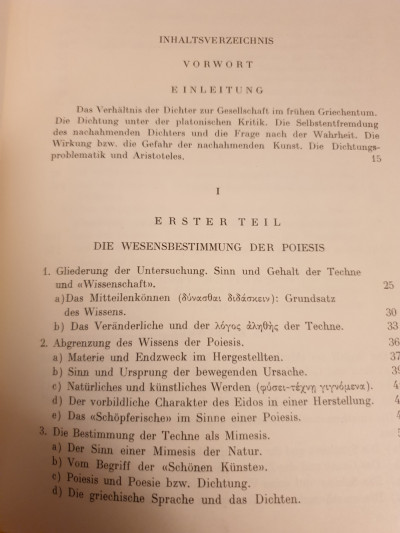 INHALTSVERZEICHNIS
VORWORT
EINLEITUNG
Das Verhältnis der Dichter zur Gesellschaft im frühen Griechentum.
Die Dichtung unter der platonischen Kritik. Die Selbstentfremdung
des nachahmenden Dichters und die Frage nach der Wahrheit. Die
Wirkung bzw. die Gefahr der nachahmenden Kunst. Die Dichtungs-
problematik und Aristoteles. 15
I
ERSTER TEIL
DIE WESENSBESTIMMUNG DER POIESIS
1. Gliederung der Untersuchung. Sinn und Gehalt der Techne
und «Wissenschaft». 25
a) Das Mitteilenkönnen (δύνασθαι διδάσκειν): Grundsatz
des Wissens. 30
b) Das Veränderliche und der λόγος ἀληθής der Techne. 33
2. Abgrenzung des Wissens der Poiesis. 36
a) Materie und Endzweck im Hergestellten. 37
b) Sinn und Ursprung der bewegenden Ursache. 39
c) Natürliches und künstliches Werden (φύσει-τέχνῃ γιγνόμενα). 4
d) Der vorbildliche Charakter des Eidos in einer Herstellung. 4
e) Das «Schöpferische» im Sinne einer Poiesis.
3. Die Bestimmung der Techne als Mimesis.
a) Der Sinn einer Mimesis der Natur.
b) Vom Begriff der «Schönen Künste».
c) Poiesis und Poesie bzw. Dichtung.
d) Die griechische Sprache und das Dichten.